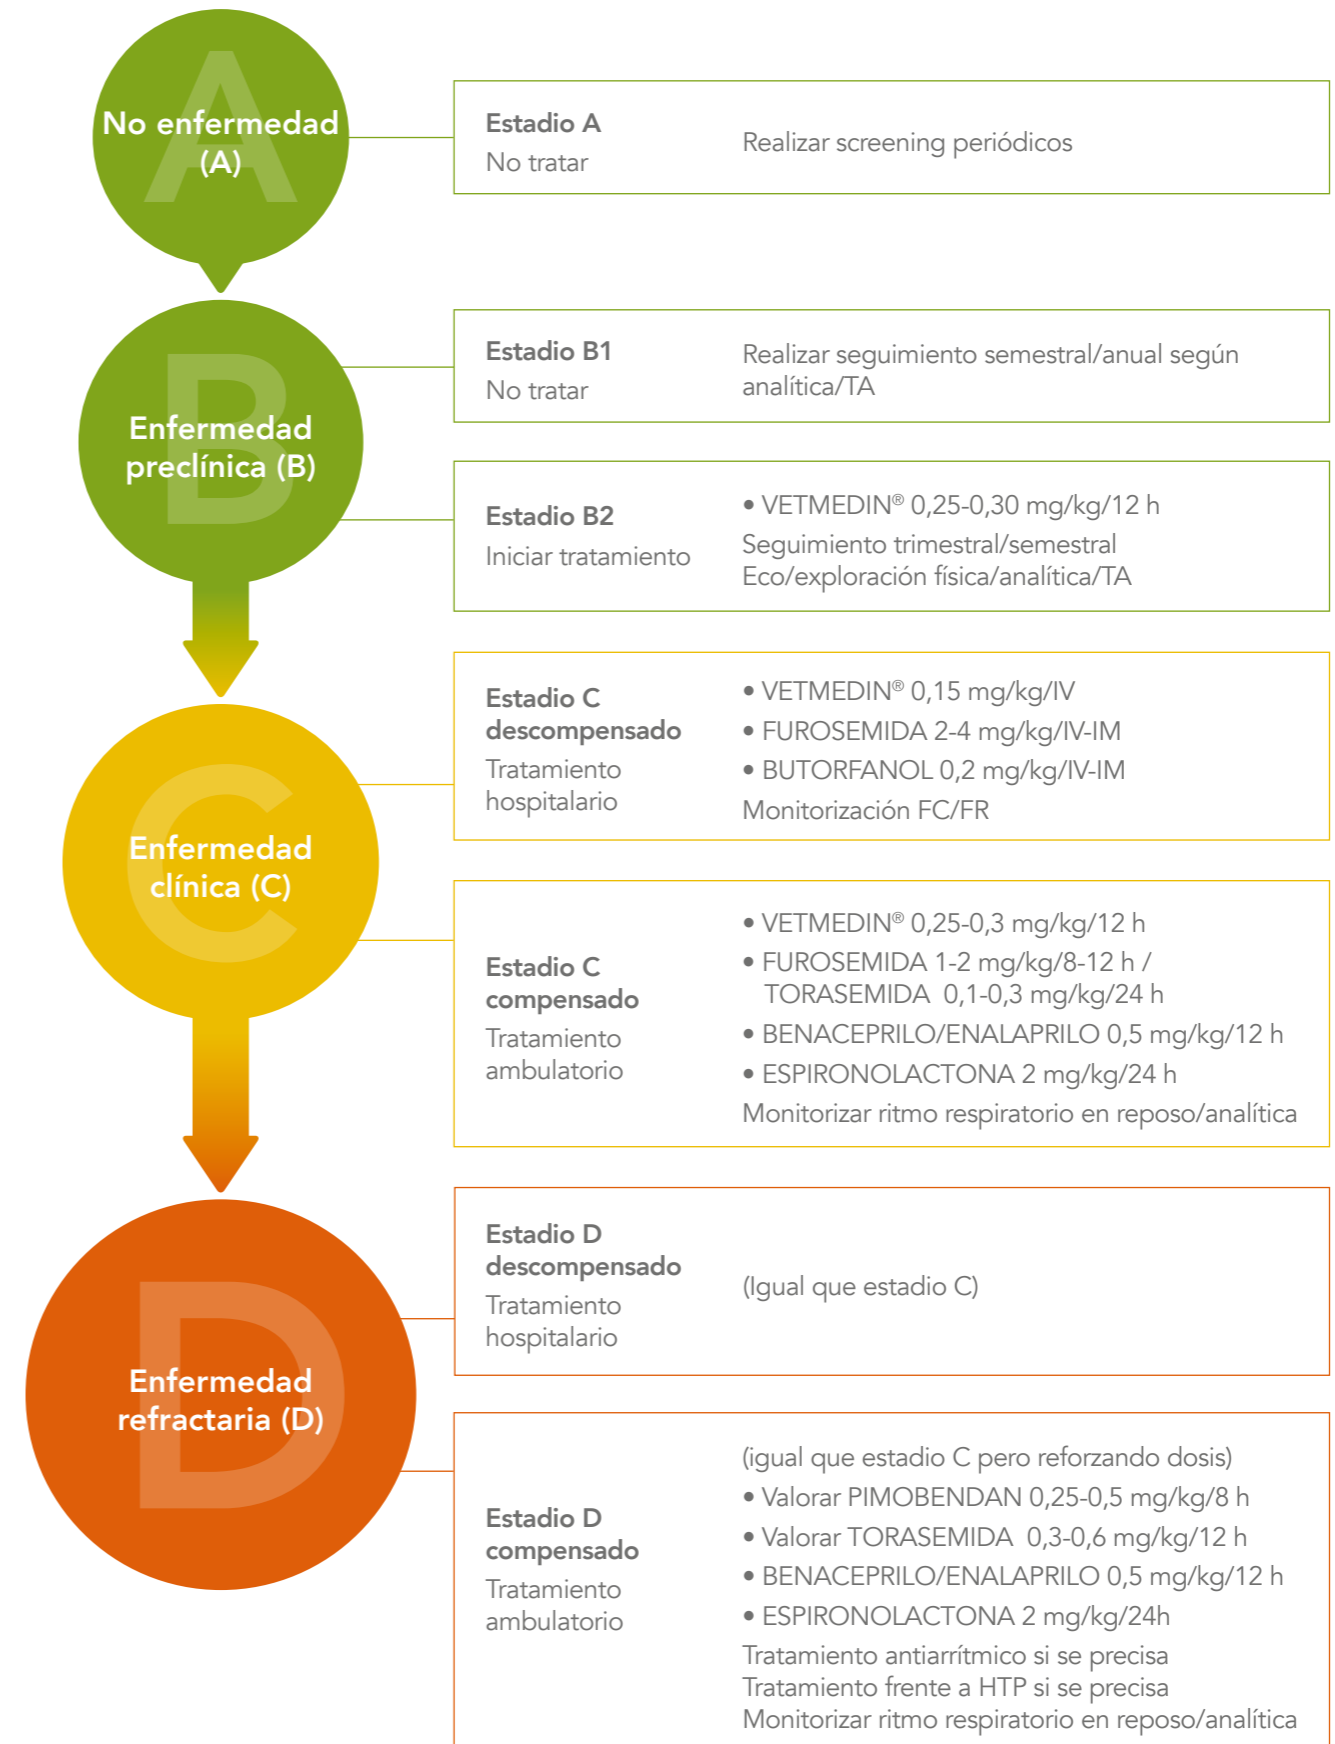 A
No enfermedad
(A)
Estadio A
No tratar
Realizar screening periódicos
B
Enfermedad
preclínica (B)
Estadio B1
No tratar
Realizar seguimiento semestral/anual según
analítica/TA
Estadio B2
Iniciar tratamiento
• VETMEDIN® 0,25-0,30 mg/kg/12 h
Seguimiento trimestral/semestral
Eco/exploración física/analítica/TA
C
Enfermedad
clínica (C)
Estadio C
descompensado
Tratamiento
hospitalario
• VETMEDIN® 0,15 mg/kg/IV
• FUROSEMIDA 2-4 mg/kg/IV-IM
• BUTORFANOL 0,2 mg/kg/IV-IM
Monitorización FC/FR
Estadio C
compensado
Tratamiento
ambulatorio
• VETMEDIN® 0,25-0,3 mg/kg/12 h
• FUROSEMIDA 1-2 mg/kg/8-12 h /
TORASEMIDA 0,1-0,3 mg/kg/24 h
• BENACEPRILO/ENALAPRILO 0,5 mg/kg/12 h
• ESPIRONOLACTONA 2 mg/kg/24 h
Monitorizar ritmo respiratorio en reposo/analítica
D
Enfermedad
refractaria (D)
Estadio D
descompensado
Tratamiento
hospitalario
(Igual que estadio C)
Estadio D
compensado
Tratamiento
ambulatorio
(igual que estadio C pero reforzando dosis)
• Valorar PIMOBENDAN 0,25-0,5 mg/kg/8 h
• Valorar TORASEMIDA 0,3-0,6 mg/kg/12 h
• BENACEPRILO/ENALAPRILO 0,5 mg/kg/12 h
• ESPIRONOLACTONA 2 mg/kg/24h
Tratamiento antiarrítmico si se precisa
Tratamiento frente a HTP si se precisa
Monitorizar ritmo respiratorio en reposo/analítica